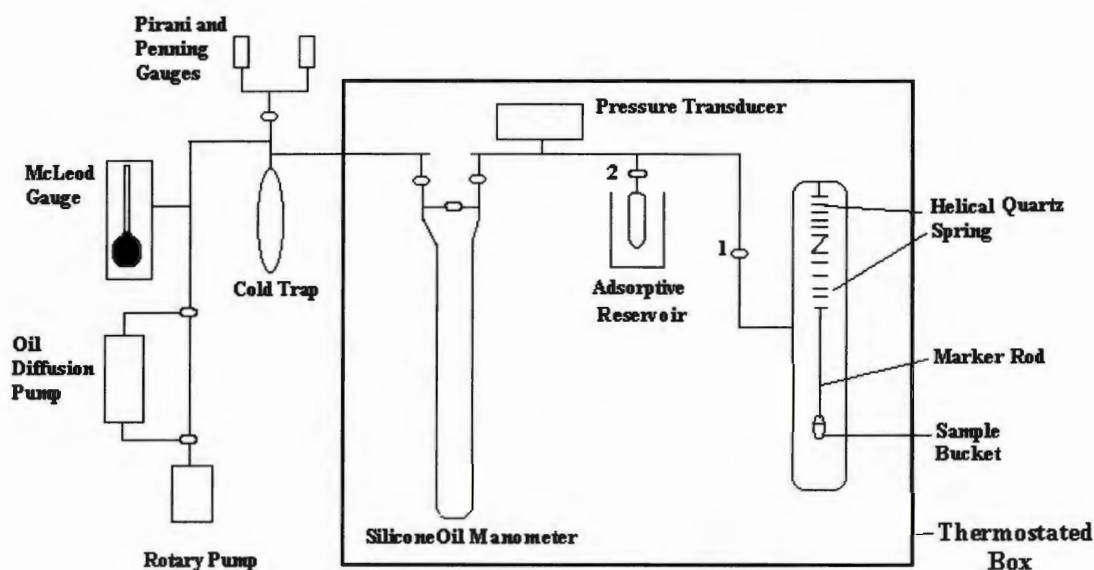 Pirani and
Penning
Gauges
Pressure Transducer
McLeod
Gauge
2
Helical Quartz
Spring
1
Cold Trap
Adsorptive
Reservoir
Oil
Diffusion
Pump
Marker Rod
Sample
Bucket
Silicone Oil Manometer
Thermostated
Box
Rotary Pump